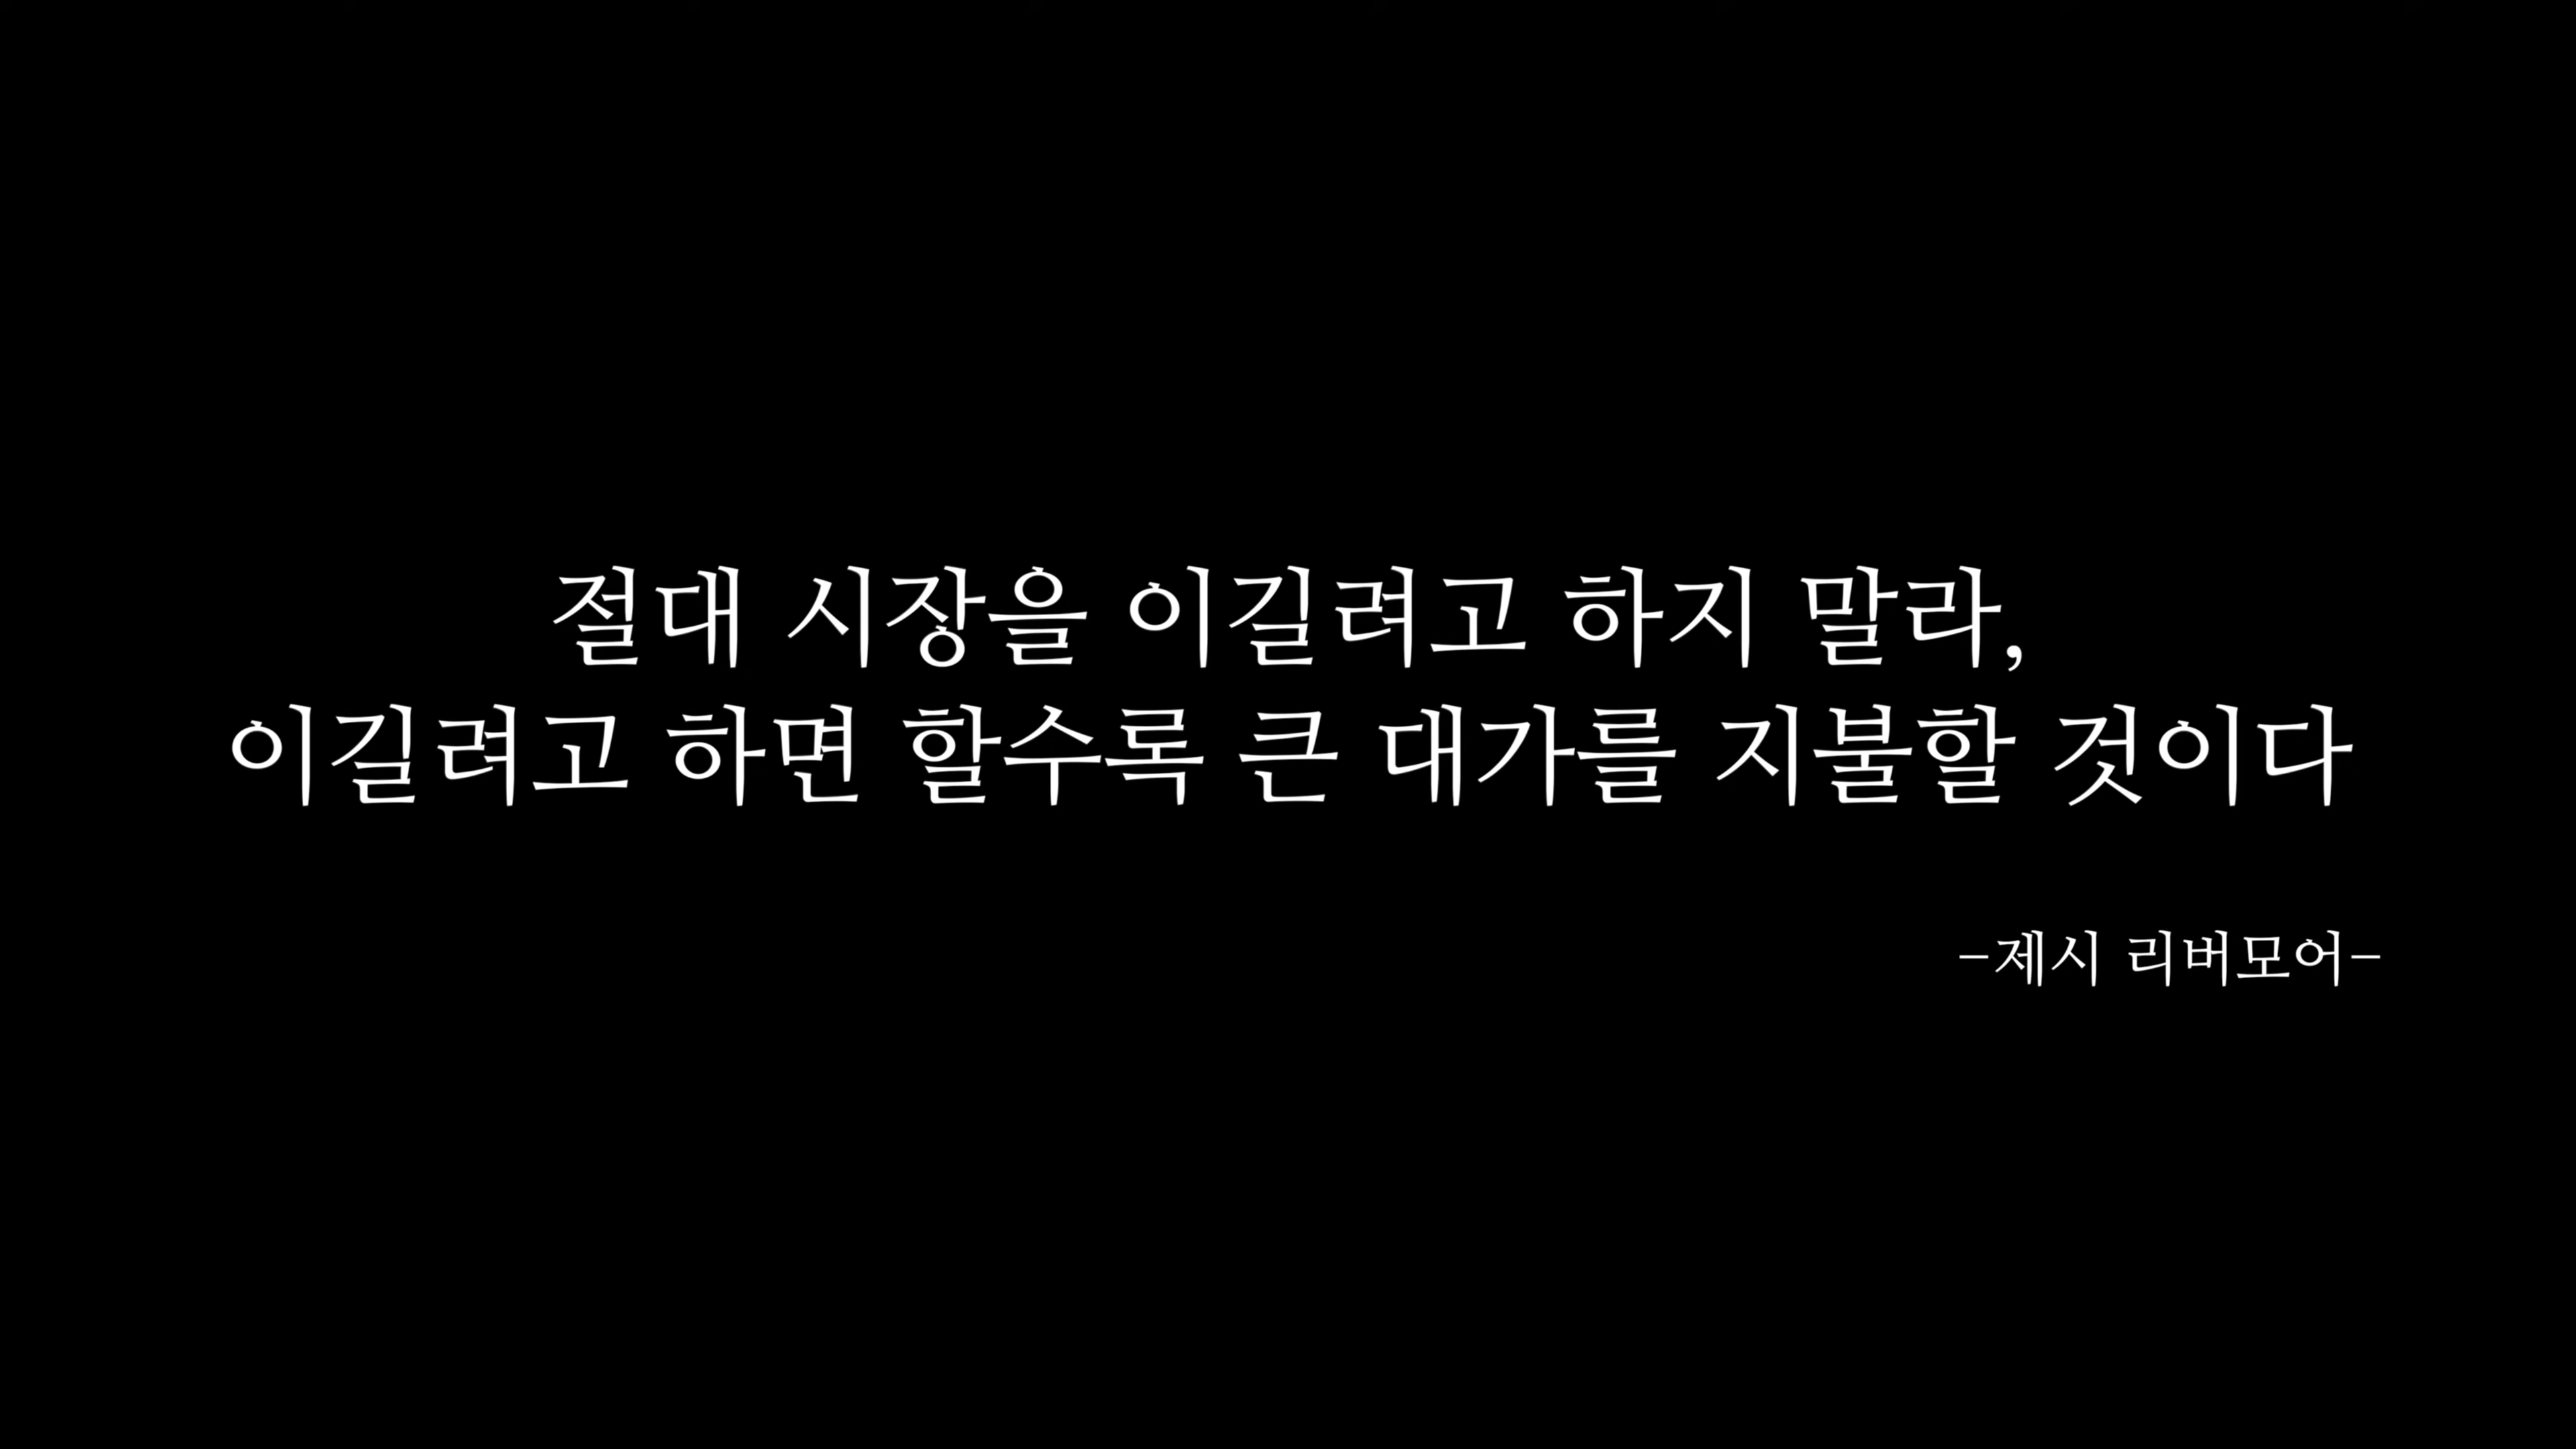 절대 시장을 이길려고 하지 말라,
이길려고 하면 할수록 큰 대가를 지불할 것이다
-제시 리버모어-